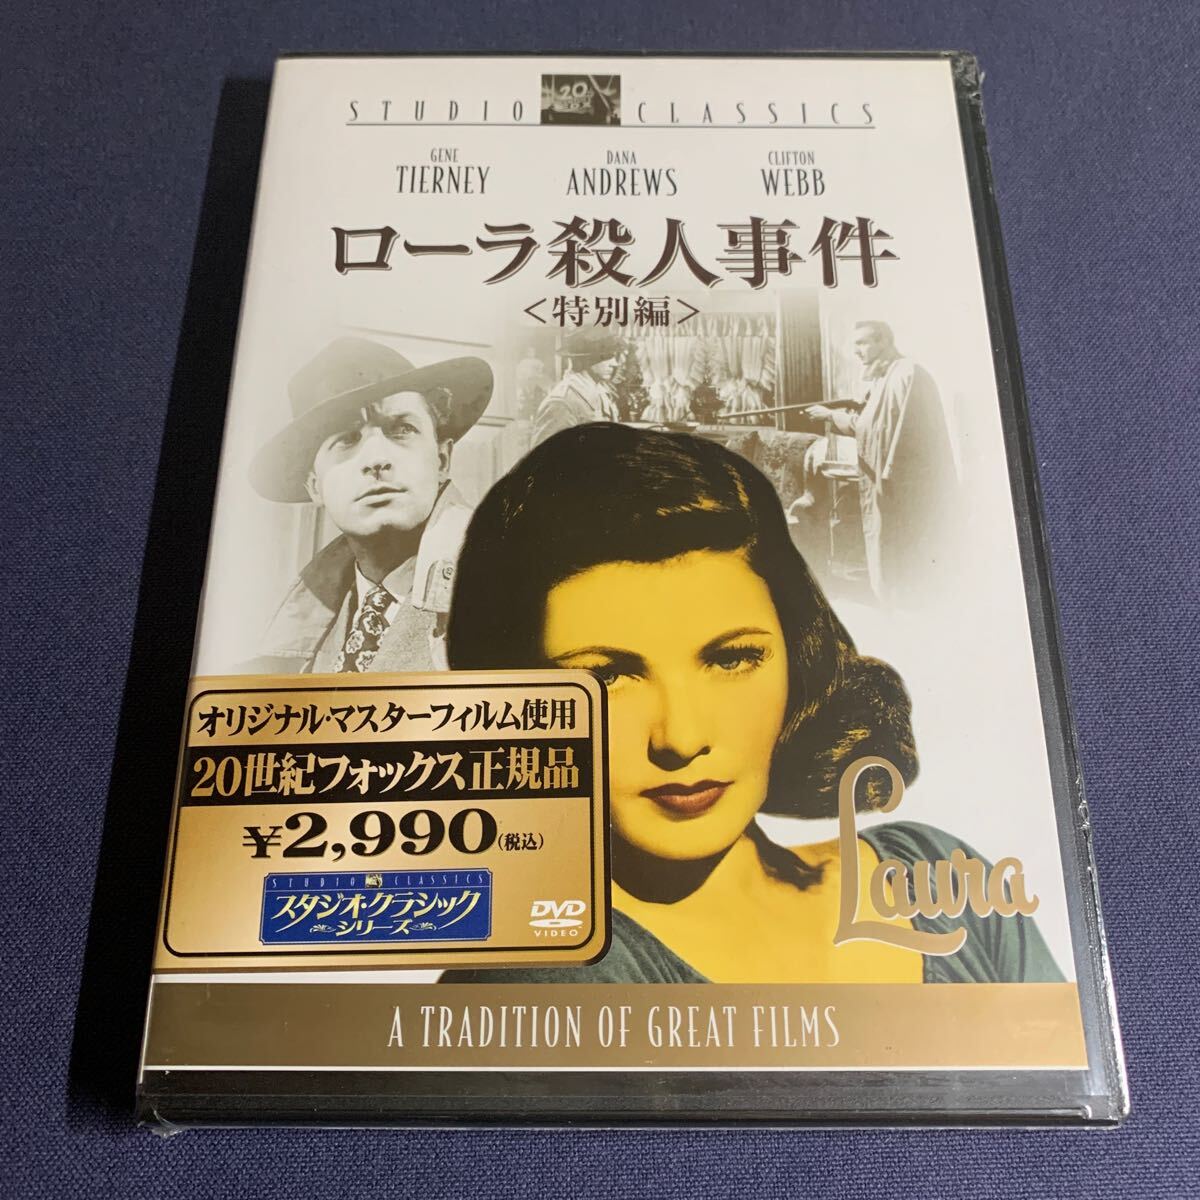 STUDIO CLASSICS
20
GENE TIERNEY
DANA ANDREWS
CLIFTON WEBB
ローラ殺人事件
<特別編>
オリジナル・マスターフィルム使用
20世紀フォックス正規品
¥2,990(税込)
STUDIO CLASSICS
スタジオ・クラシック
シリーズ
DVD
VIDEO
Laura
A TRADITION OF GREAT FILMS